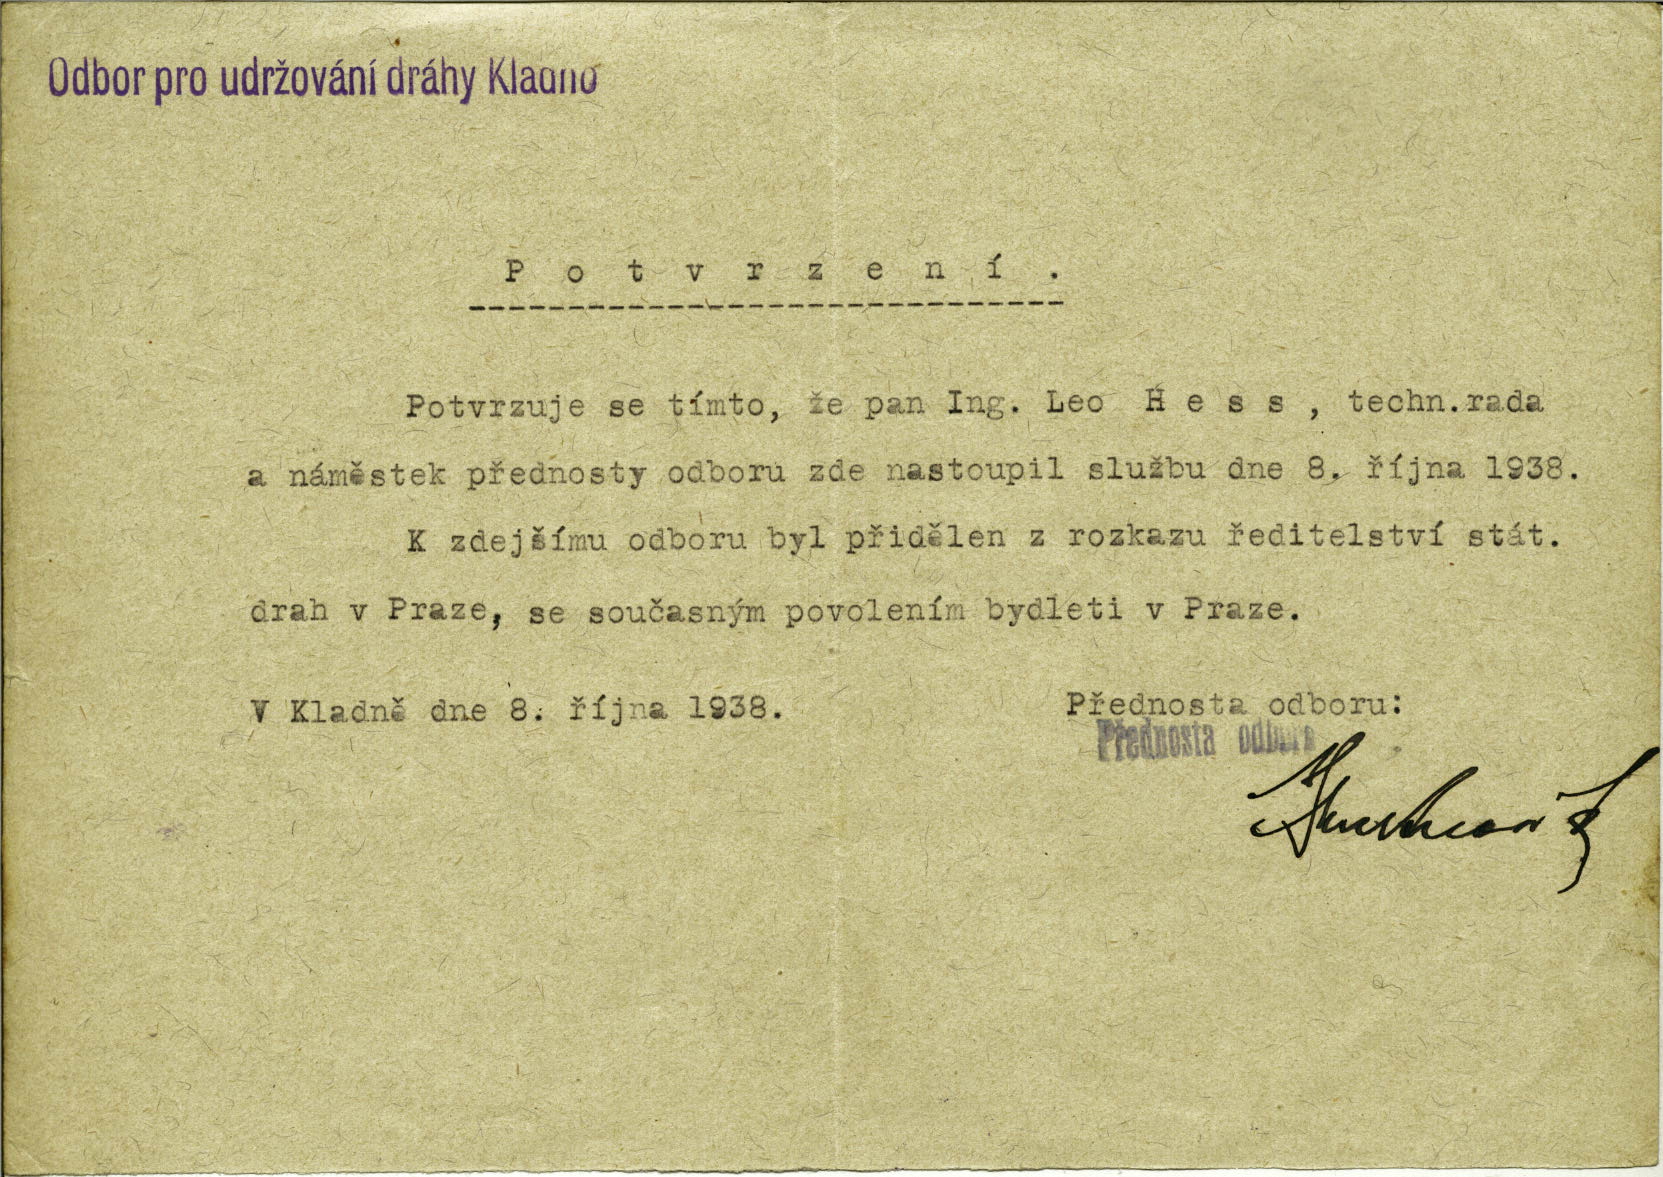 Odbor pro udržování dráhy Kladno
P o t v r z e n í .
Potvrzuje se tímto, že pan Ing. Leo H e s s , techn.rada
a náměstek přednosty odboru zde nastoupil službu dne 8. října 1938.
K zdejšímu odboru byl přidělen z rozkazu ředitelství stát.
drah v Praze, se současným povolením bydleti v Praze.
V Kladně dne 8. října 1938.
Přednosta odboru:
Přednosta odboru